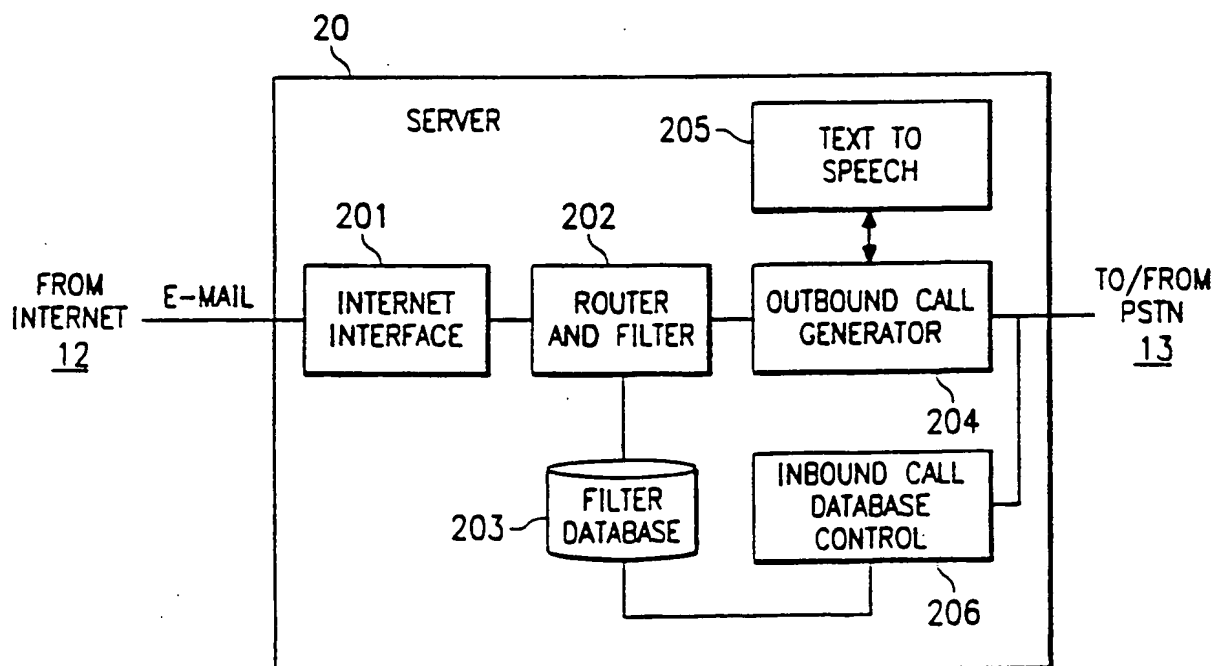 20
SERVER
205
TEXT TO
SPEECH
201
202
FROM
INTERNET
12
E-MAIL
INTERNET
INTERFACE
ROUTER
AND FILTER
OUTBOUND CALL
GENERATOR
204
TO/FROM
PSTN
13
203
FILTER
DATABASE
INBOUND CALL
DATABASE
CONTROL
206